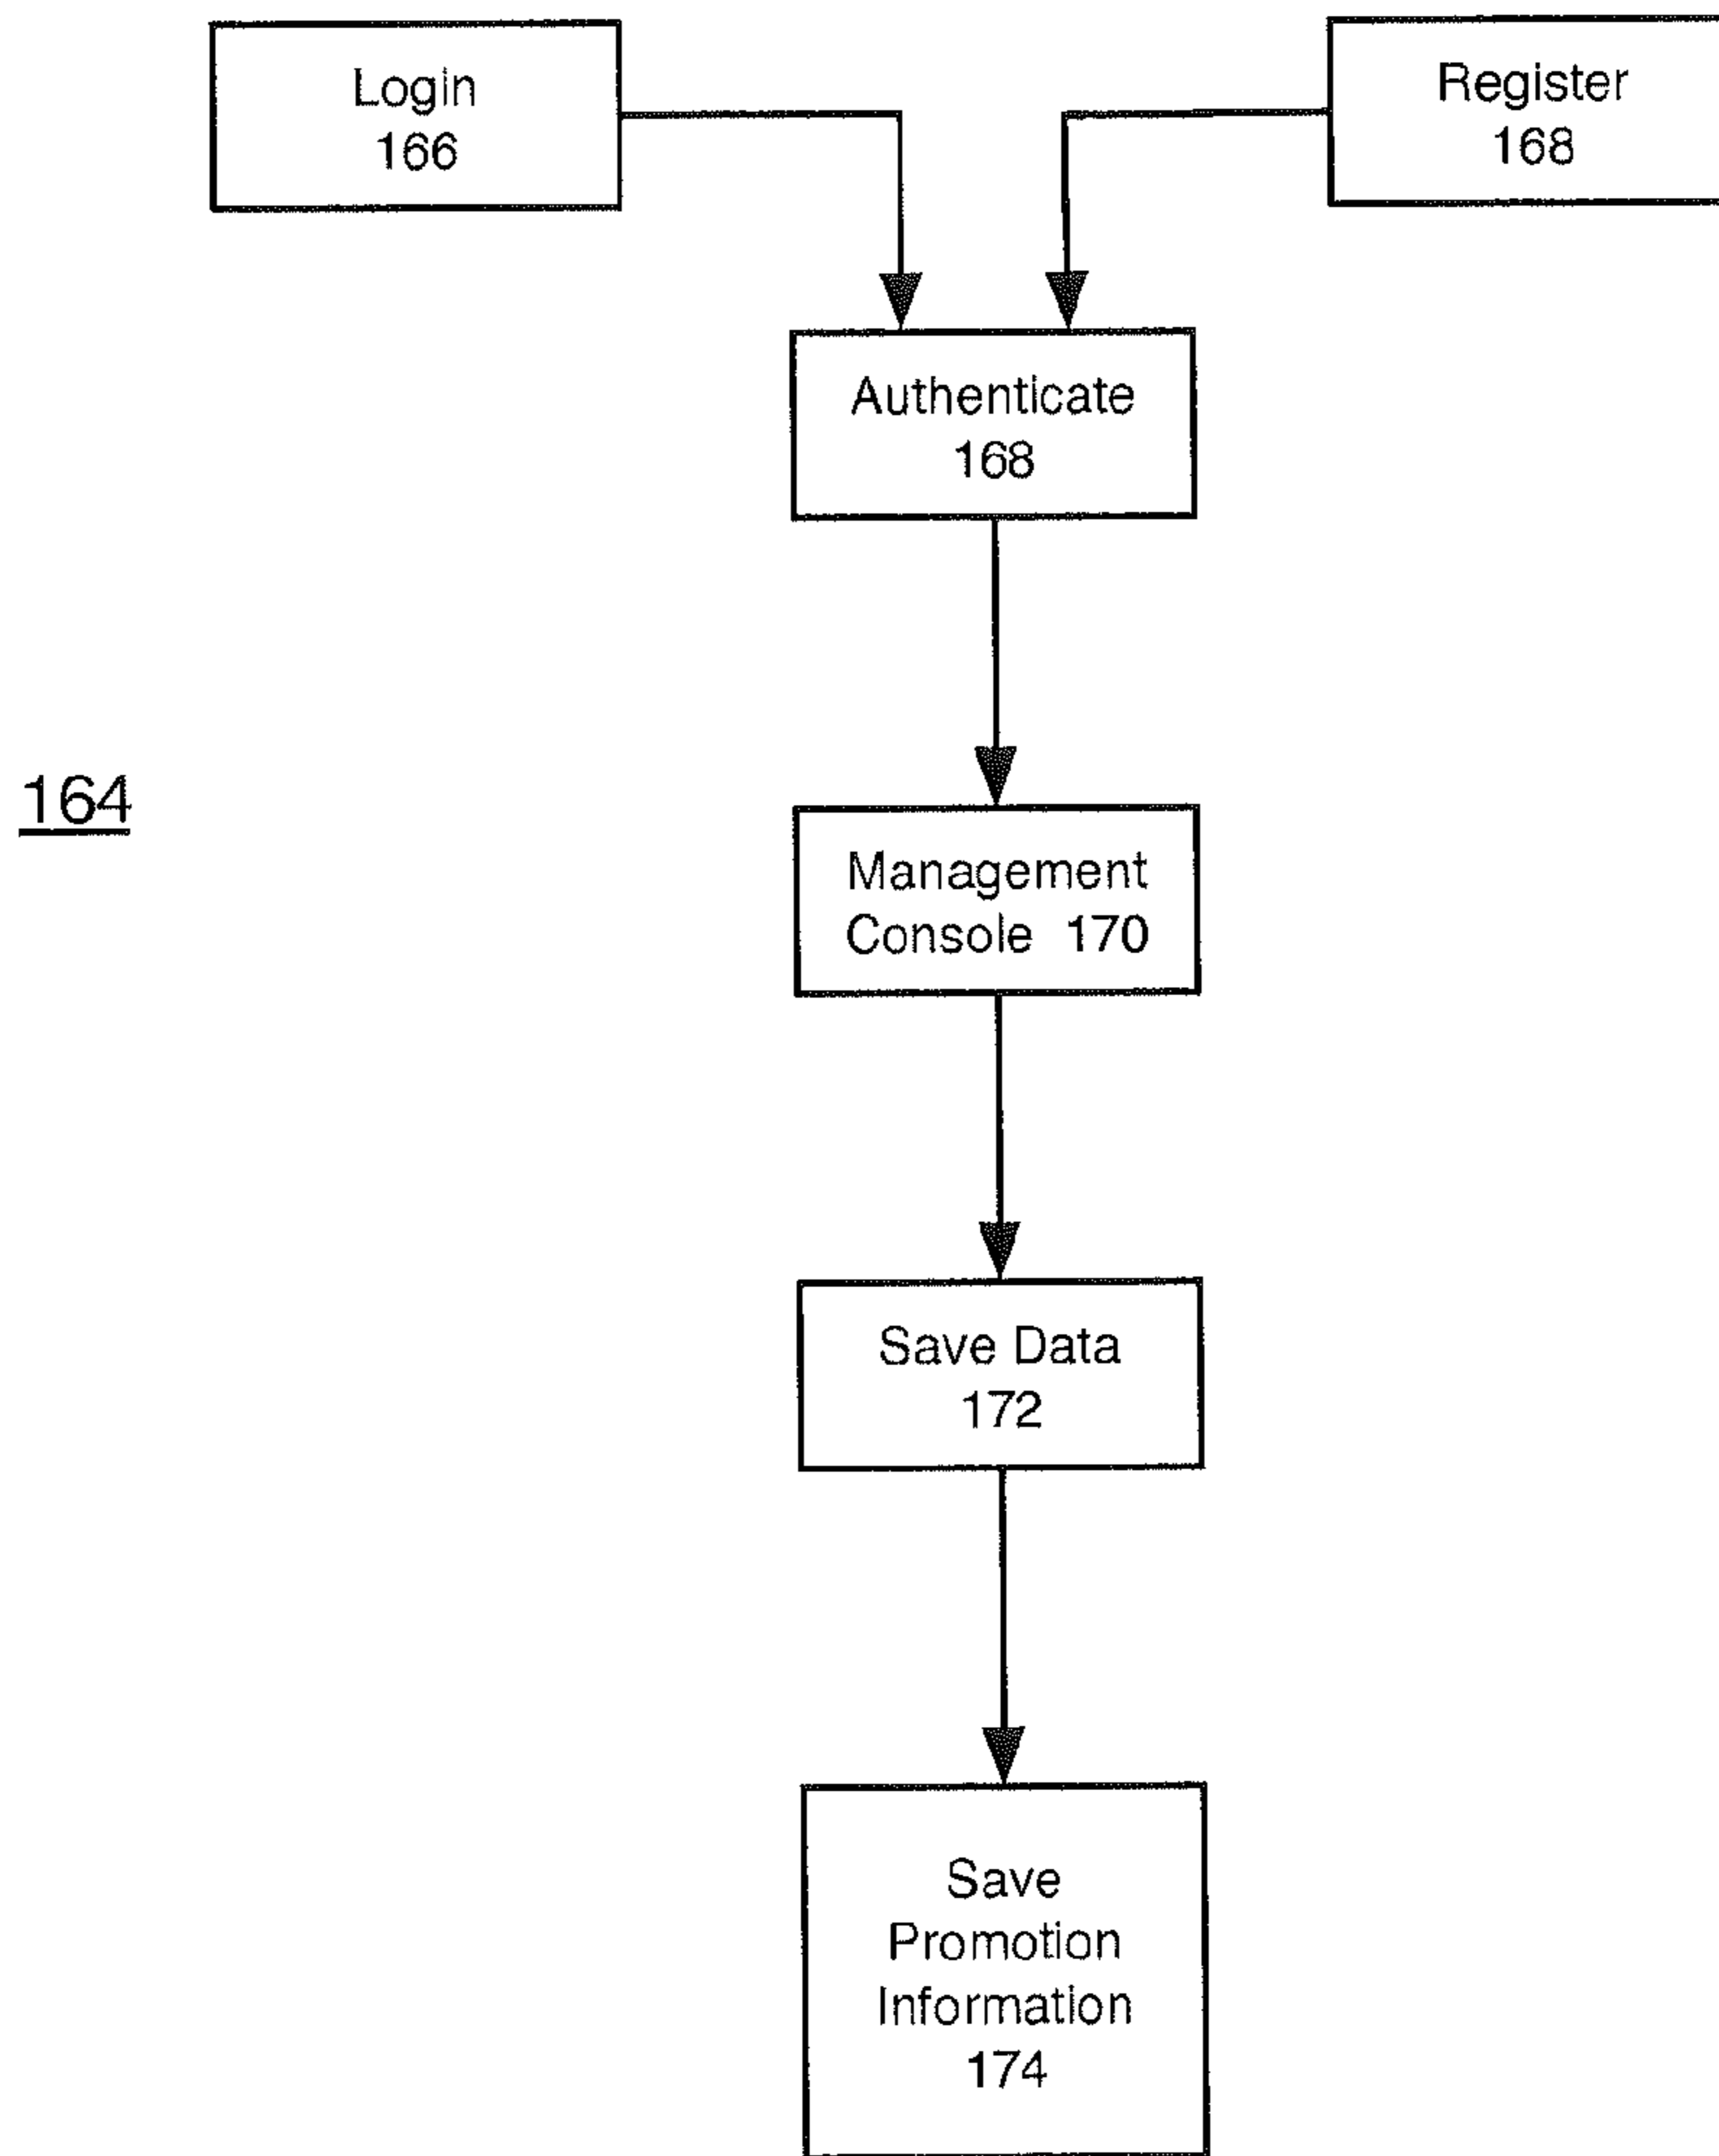 Login
166
Register
168
Authenticate
168
164
Management
Console 170
Save Data
172
Save
Promotion
Information
174